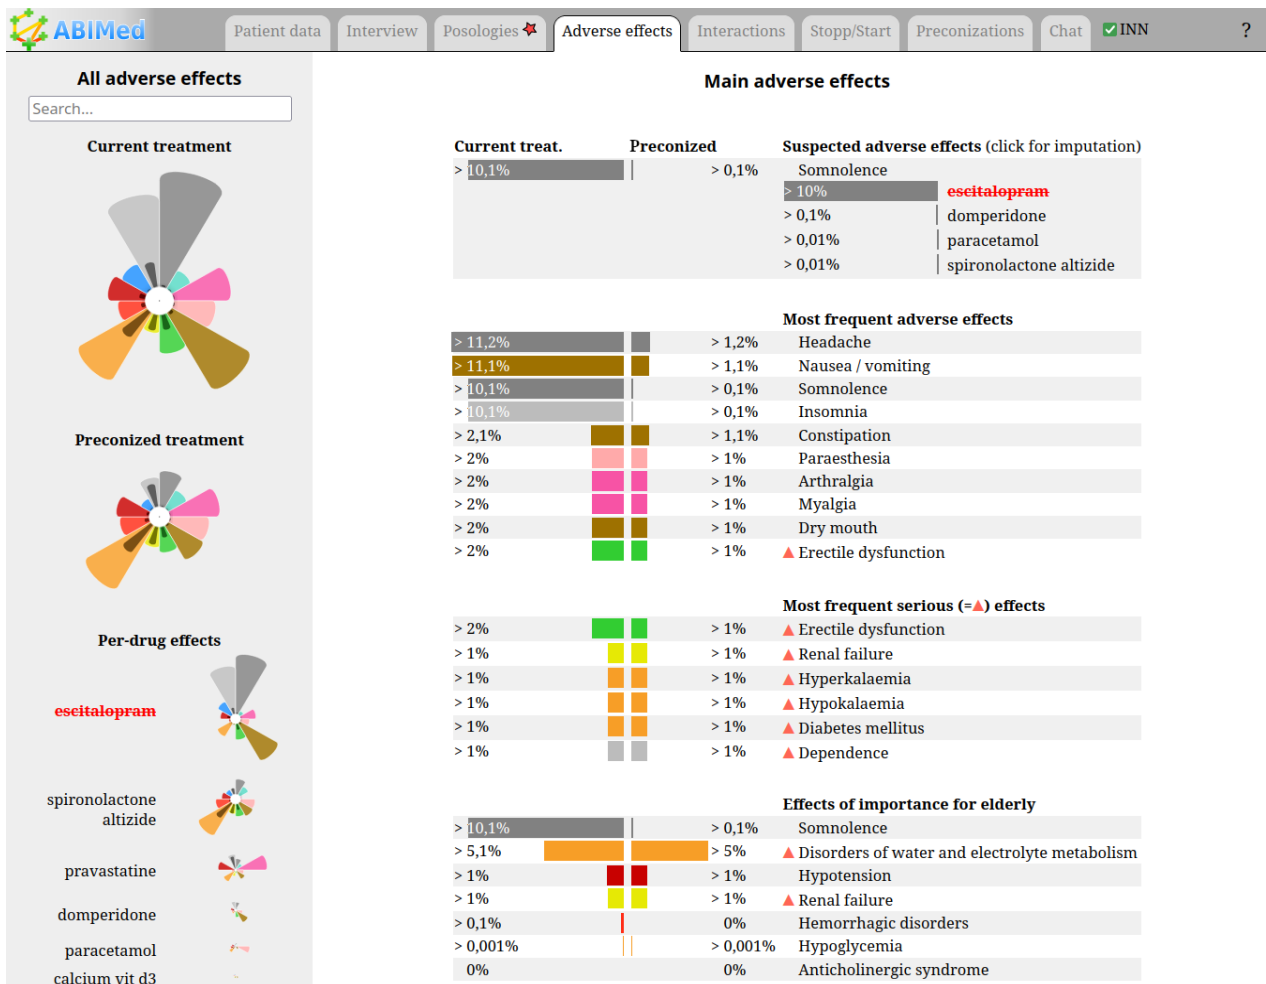 ABIMed Patient data Interview Posologies Adverse effects Interactions Stopp/Start Preconizations Chat INN ?
All adverse effects
Search...
Current treatment
Preconized treatment
Per-drug effects
escitalopram
spironolactone
altizide
pravastatine
domperidone
paracetamol
calcium vit d3
Main adverse effects
Current treat. Preconized Suspected adverse effects (click for imputation)
> 10,1% > 0,1% Somnolence
> 10% escitalopram
> 0,1% domperidone
> 0,01% paracetamol
> 0,01% spironolactone altizide
Most frequent adverse effects
> 11,2% > 1,2% Headache
> 11,1% > 1,1% Nausea / vomiting
> 10,1% > 0,1% Somnolence
> 10,1% > 0,1% Insomnia
> 2,1% > 1,1% Constipation
> 2% > 1% Paraesthesia
> 2% > 1% Arthralgia
> 2% > 1% Myalgia
> 2% > 1% Dry mouth
> 2% > 1% ▲ Erectile dysfunction
Most frequent serious (=▲) effects
> 2% > 1% ▲ Erectile dysfunction
> 1% > 1% ▲ Renal failure
> 1% > 1% ▲ Hyperkalaemia
> 1% > 1% ▲ Hypokalaemia
> 1% > 1% ▲ Diabetes mellitus
> 1% > 1% ▲ Dependence
Effects of importance for elderly
> 10,1% > 0,1% Somnolence
> 5,1% > 5% ▲ Disorders of water and electrolyte metabolism
> 1% > 1% Hypotension
> 1% > 1% ▲ Renal failure
> 0,1% 0% Hemorrhagic disorders
> 0,001% > 0,001% Hypoglycemia
0% 0% Anticholinergic syndrome